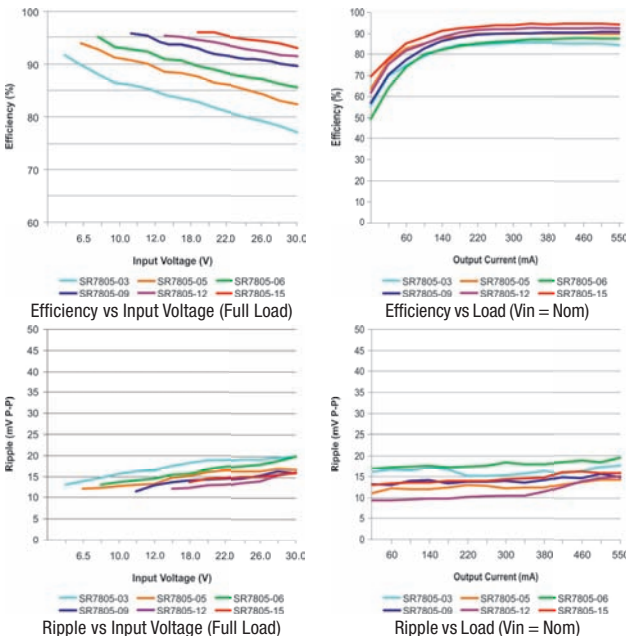 100
90
80
70
60
Efficiency (%)
6.5 10.0 12.0 18.0 22.0 26.0 30.0
Input Voltage (V)
SR7805-03 SR7805-05 SR7805-06
SR7805-09 SR7805-12 SR7805-15
Efficiency vs Input Voltage (Full Load)
100
90
80
70
60
50
40
30
20
10
0
Efficiency (%)
60 140 220 300 380 460 550
Output Current (mA)
SR7805-03 SR7805-05 SR7805-06
SR7805-09 SR7805-12 SR7805-15
Efficiency vs Load (Vin = Nom)
50
45
40
35
30
25
20
15
10
5
0
Ripple (mV P-P)
6.5 10.0 12.0 18.0 22.0 26.0 30.0
Input Voltage (V)
SR7805-03 SR7805-05 SR7805-06
SR7805-09 SR7805-12 SR7805-15
Ripple vs Input Voltage (Full Load)
50
45
40
35
30
25
20
15
10
5
0
Ripple (mV P-P)
60 140 220 300 380 460 550
Output Current (mA)
SR7805-03 SR7805-05 SR7805-06
SR7805-09 SR7805-12 SR7805-15
Ripple vs Load (Vin = Nom)